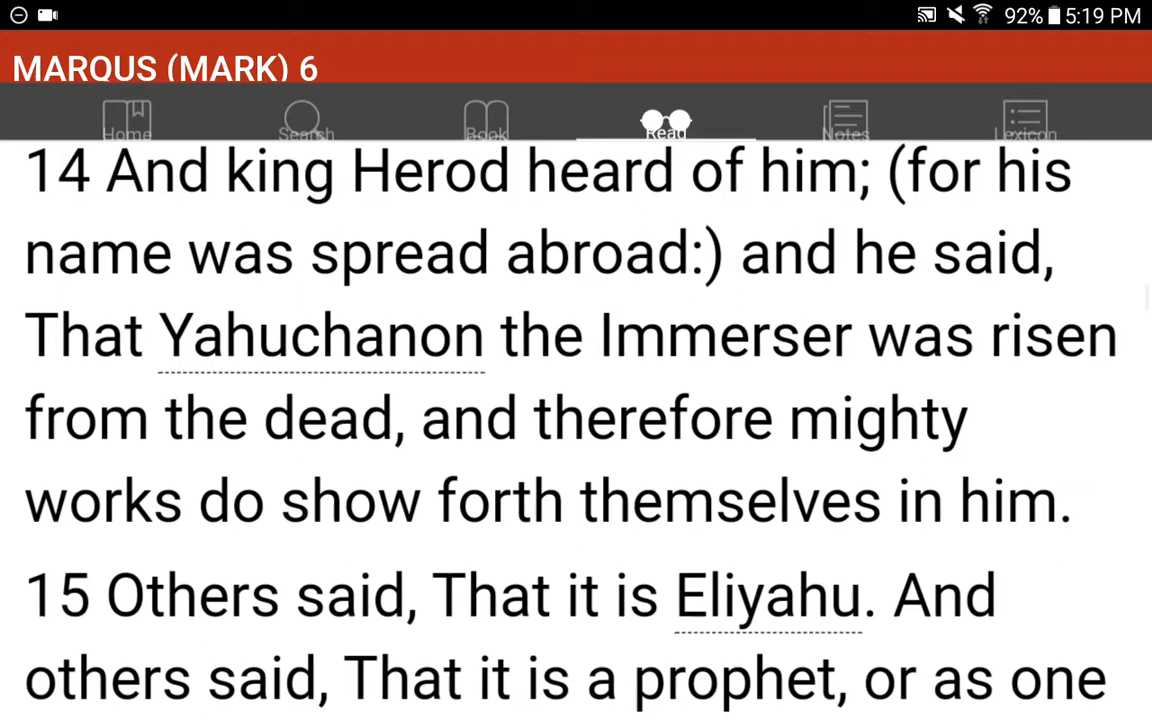 92% 5:19 PM
MARQUS (MARK) 6
Home Search Book Read Notes Lexicon
14 And king Herod heard of him; (for his
name was spread abroad:) and he said,
That Yahuchanon the Immerser was risen
from the dead, and therefore mighty
works do show forth themselves in him.
15 Others said, That it is Eliyahu. And
others said, That it is a prophet, or as one